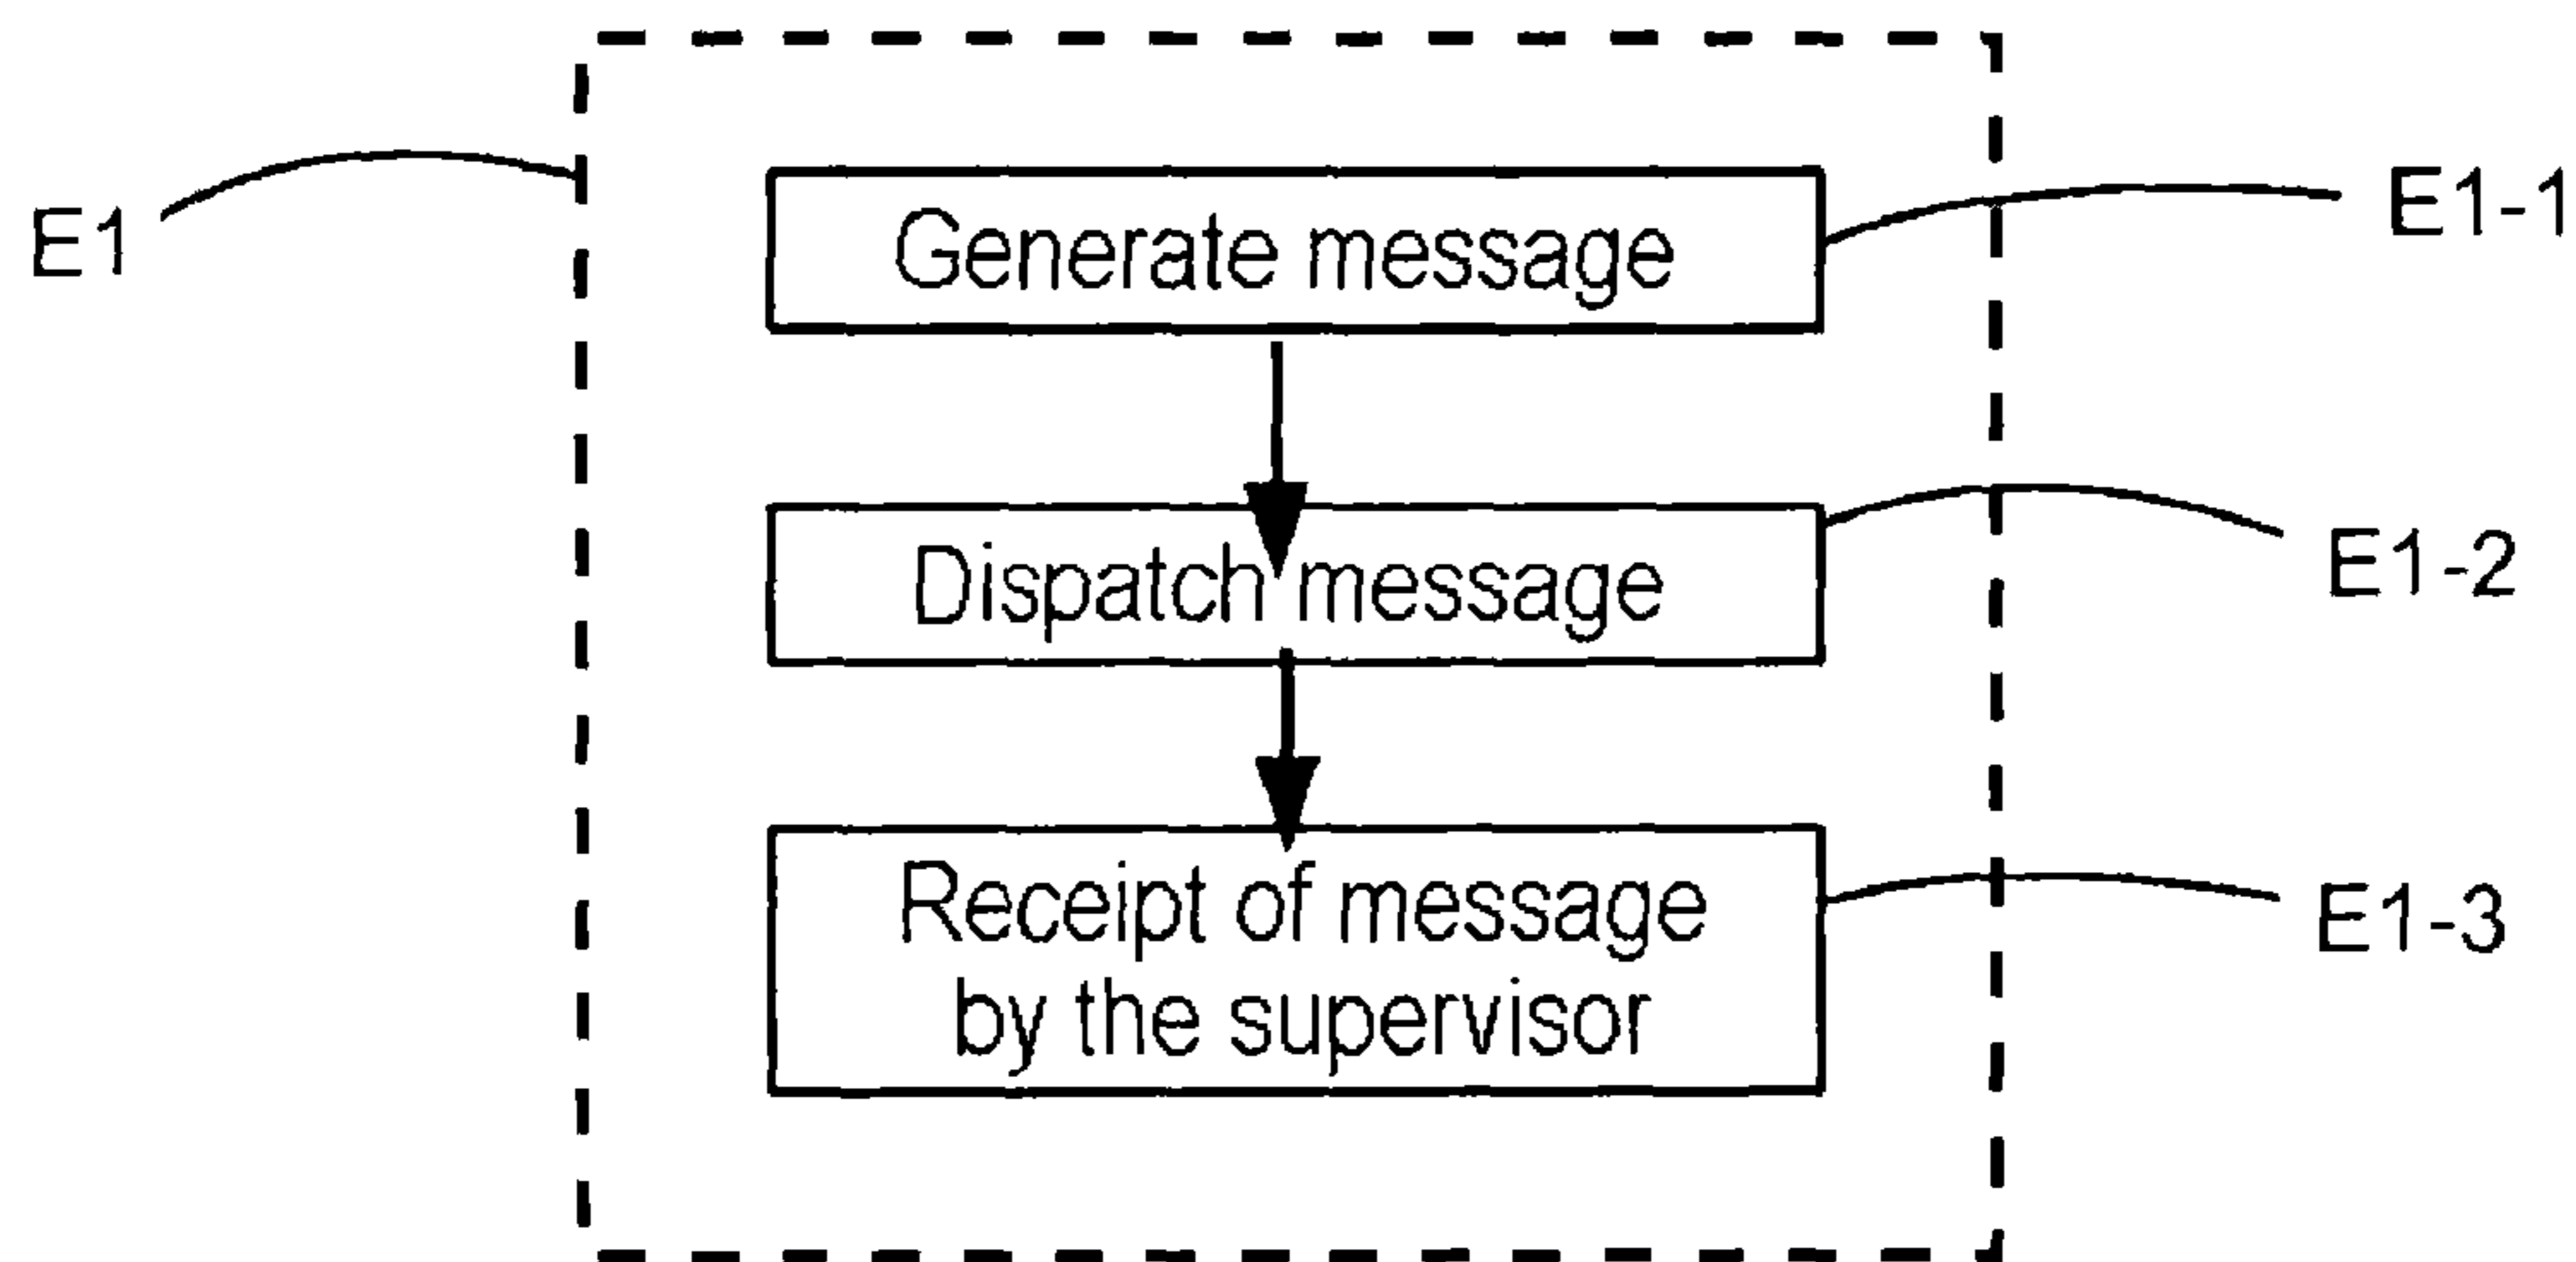 E1
Generate message
E1-1
Dispatch message
E1-2
Receipt of message
by the supervisor
E1-3